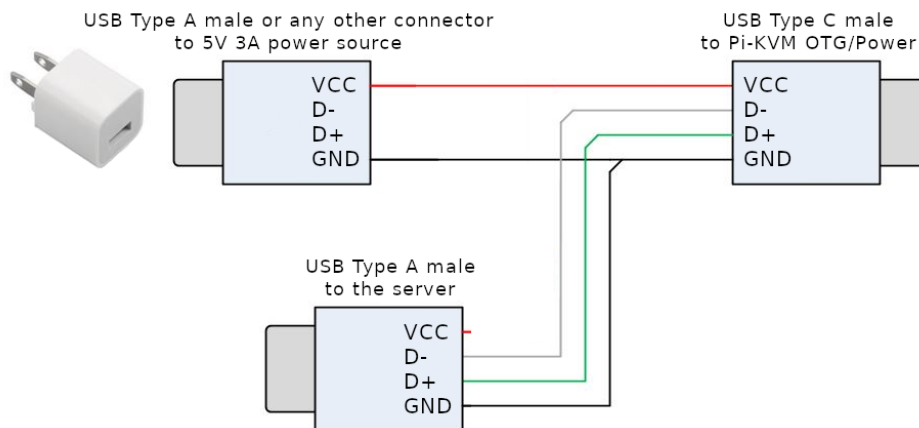 USB Type A male or any other connector
to 5V 3A power source
USB Type C male
to Pi-KVM OTG/Power
VCC
D-
D+
GND
VCC
D-
D+
GND
USB Type A male
to the server
VCC
D-
D+
GND